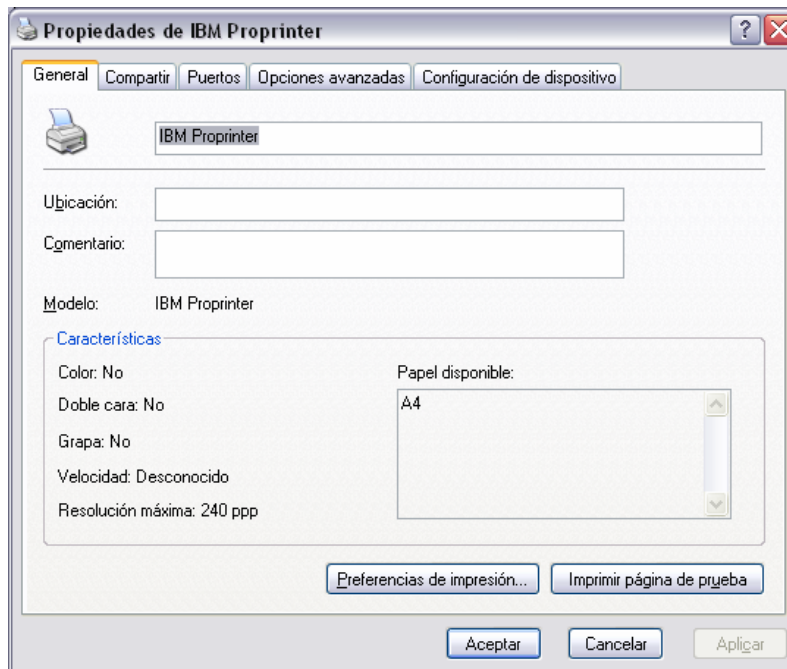 Propiedades de IBM Proprinter
General Compartir Puertos Opciones avanzadas Configuración de dispositivo
IBM Proprinter
Ubicación:
Comentario:
Modelo: IBM Proprinter
Características
Color: No Papel disponible:
Doble cara: No A4
Grapa: No
Velocidad: Desconocido
Resolución máxima: 240 ppp
Preferencias de impresión... Imprimir página de prueba
Aceptar Cancelar Aplicar